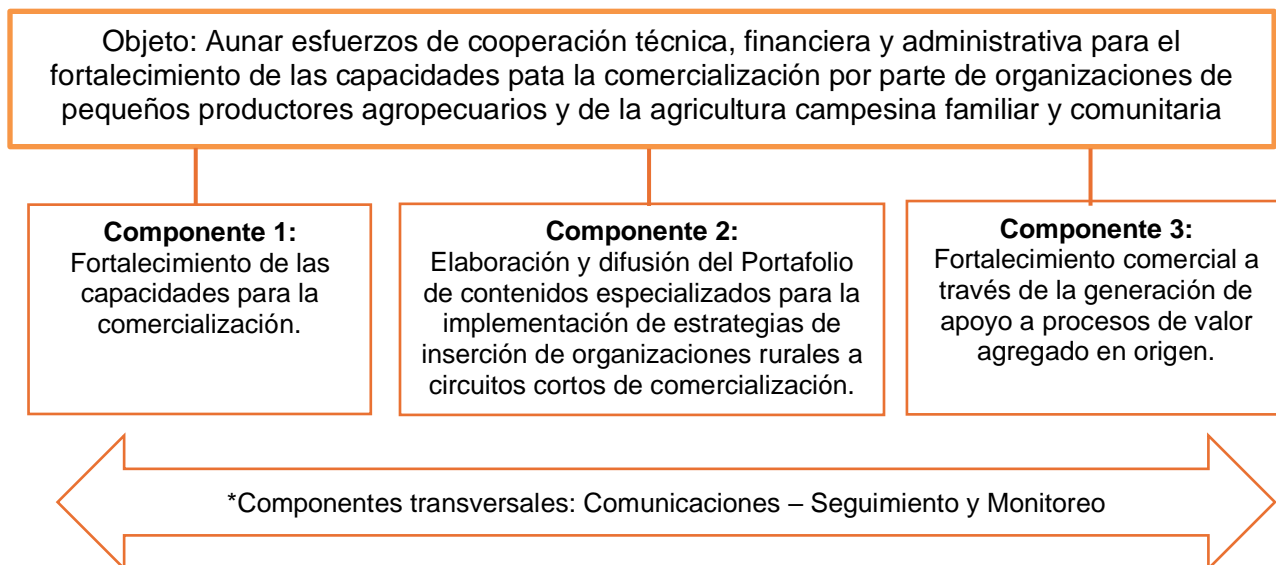 Objeto: Aunar esfuerzos de cooperación técnica, financiera y administrativa para el
fortalecimiento de las capacidades pata la comercialización por parte de organizaciones de
pequeños productores agropecuarios y de la agricultura campesina familiar y comunitaria
Componente 1:
Fortalecimiento de las
capacidades para la
comercialización.
Componente 2:
Elaboración y difusión del Portafolio
de contenidos especializados para la
implementación de estrategias de
inserción de organizaciones rurales a
circuitos cortos de comercialización.
Componente 3:
Fortalecimiento comercial a
través de la generación de
apoyo a procesos de valor
agregado en origen.
*Componentes transversales: Comunicaciones – Seguimiento y Monitoreo